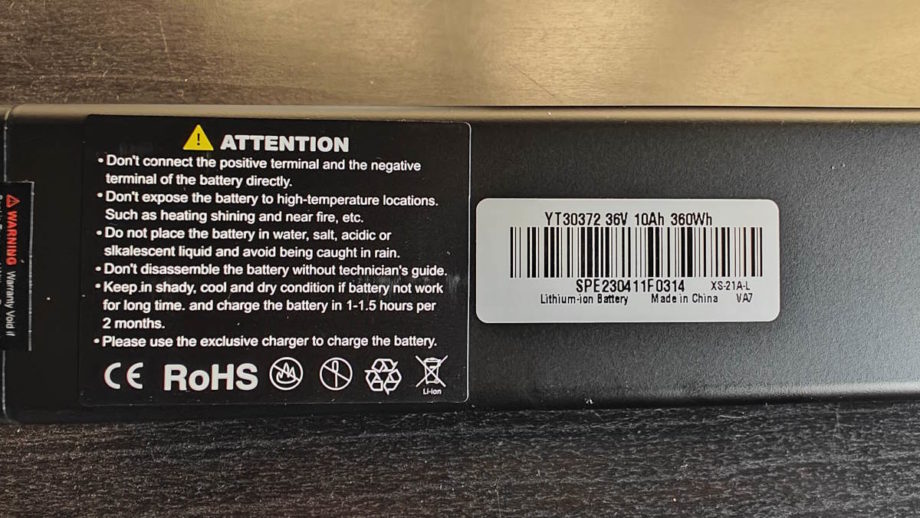 WARNING
Warranty Void if
ATTENTION
• Don't connect the positive terminal and the negative
terminal of the battery directly.
• Don't expose the battery to high-temperature locations.
Such as heating shining and near fire, etc.
• Do not place the battery in water, salt, acidic or
slkalescent liquid and avoid being caught in rain.
• Don't disassemble the battery without technician's guide.
• Keep in shady, cool and dry condition if battery not work
for long time. and charge the battery in 1-1.5 hours per
2 months.
• Please use the exclusive charger to charge the battery.
CE RoHS
Li-Ion
YT30372 36V 10Ah 360Wh
SPE230411F0314 XS-21A-L
Lithium-ion Battery Made in China VA7